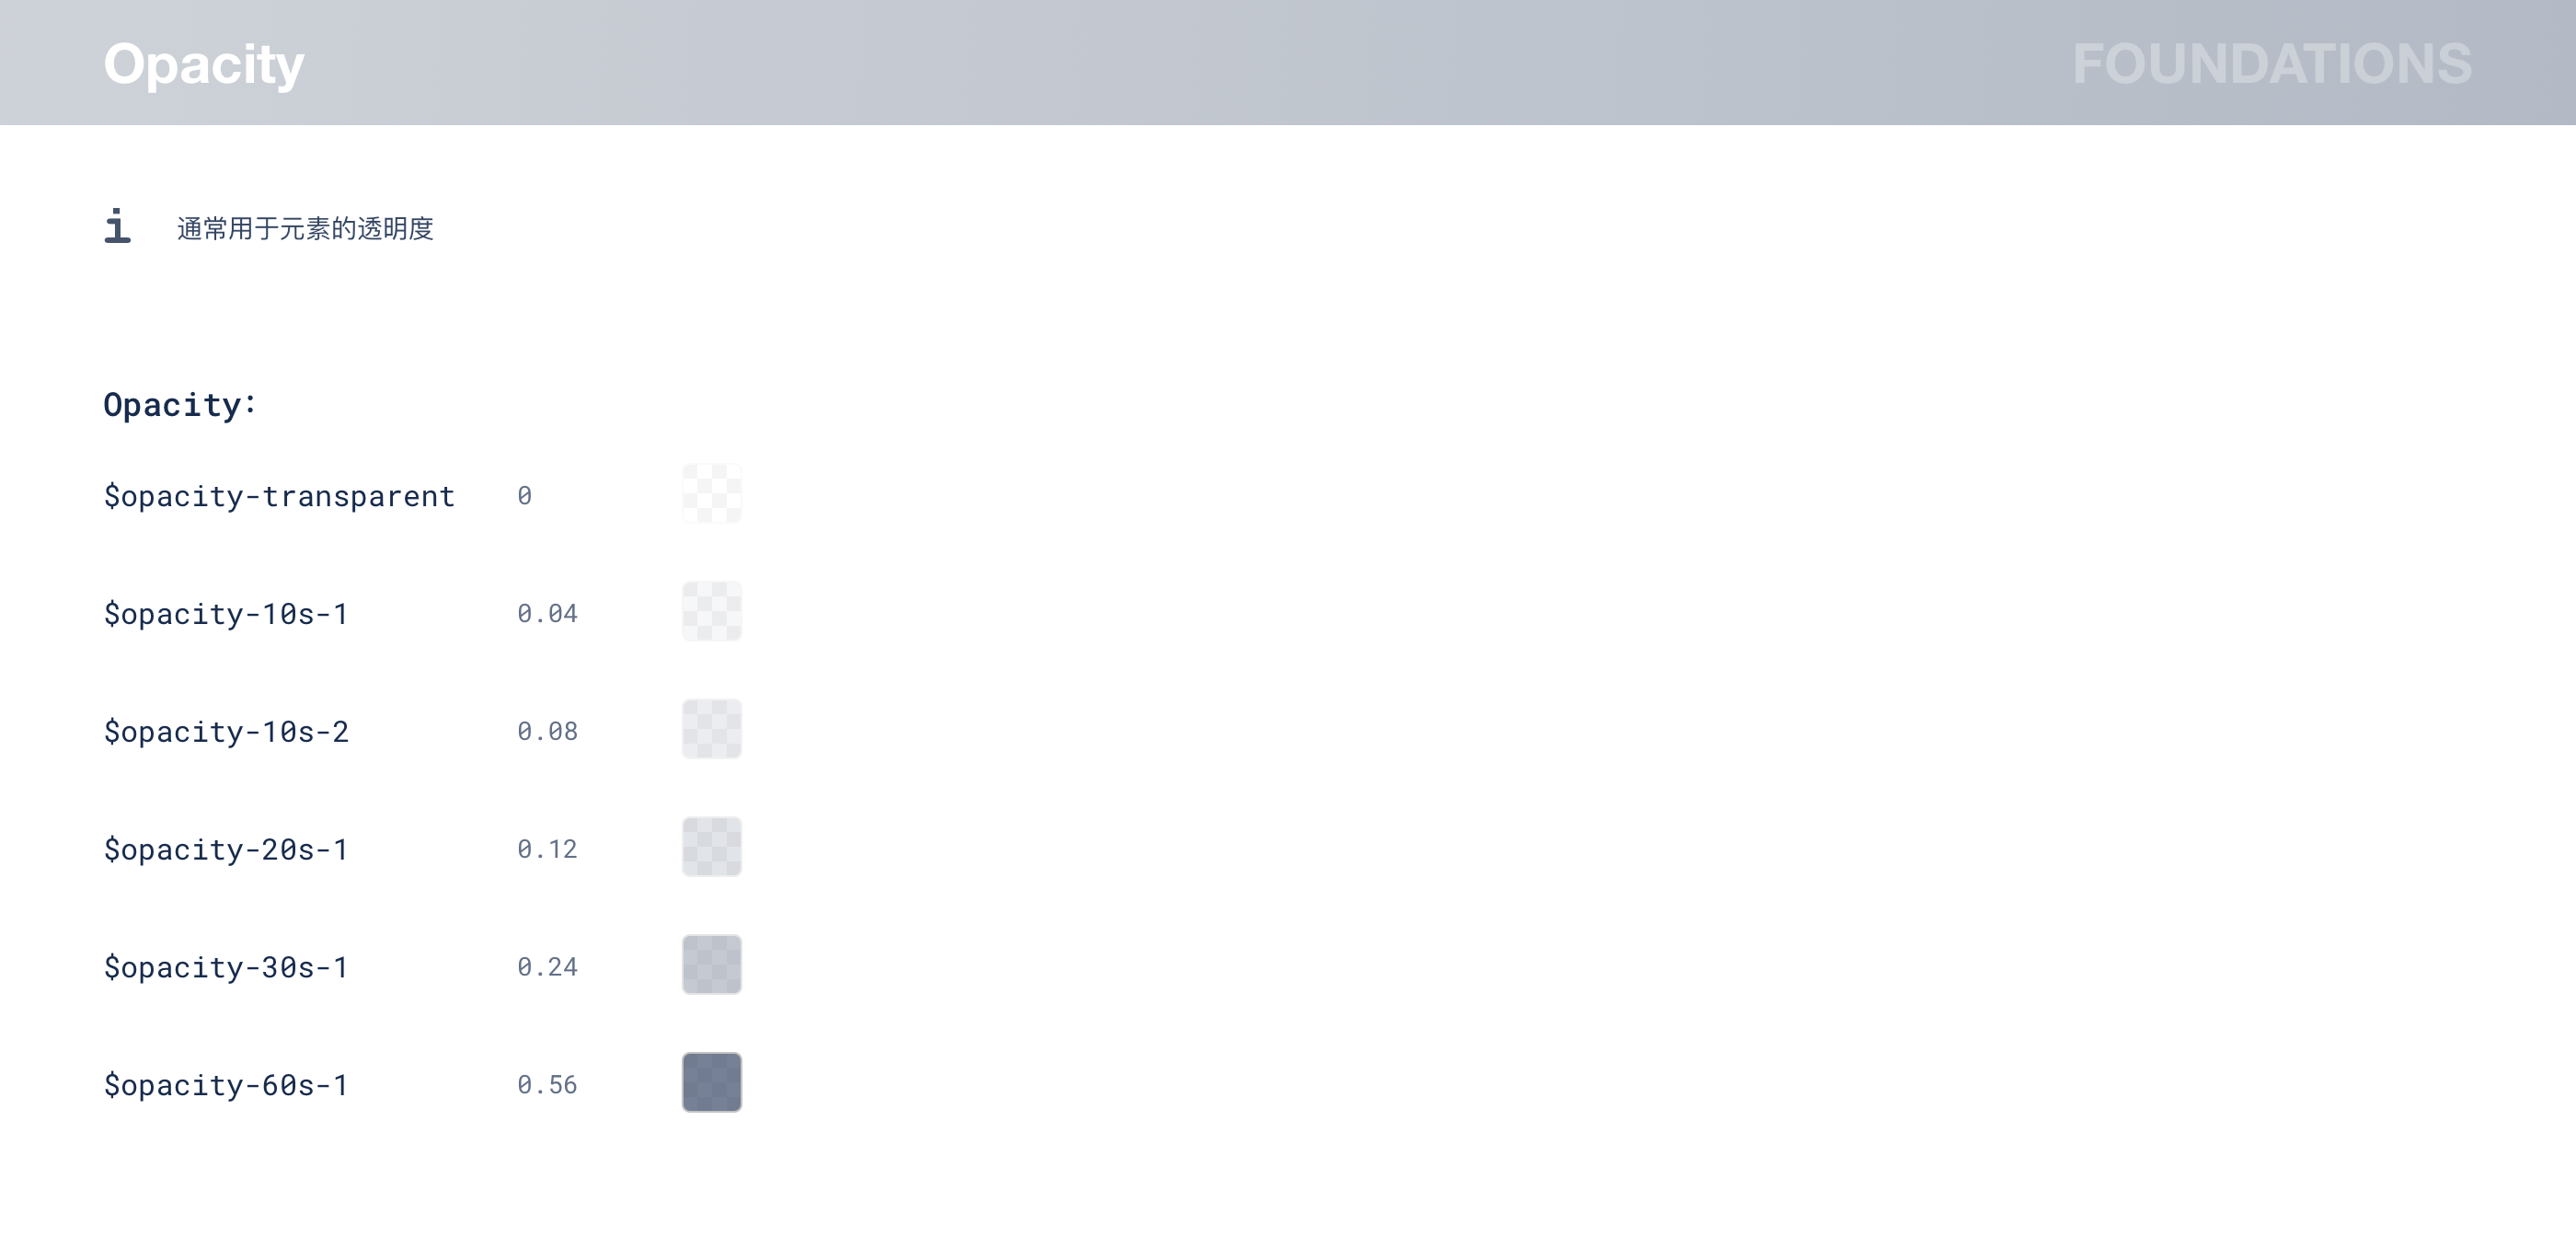 Opacity
FOUNDATIONS
i 通常用于元素的透明度
Opacity:
$opacity-transparent 0
$opacity-10s-1 0.04
$opacity-10s-2 0.08
$opacity-20s-1 0.12
$opacity-30s-1 0.24
$opacity-60s-1 0.56